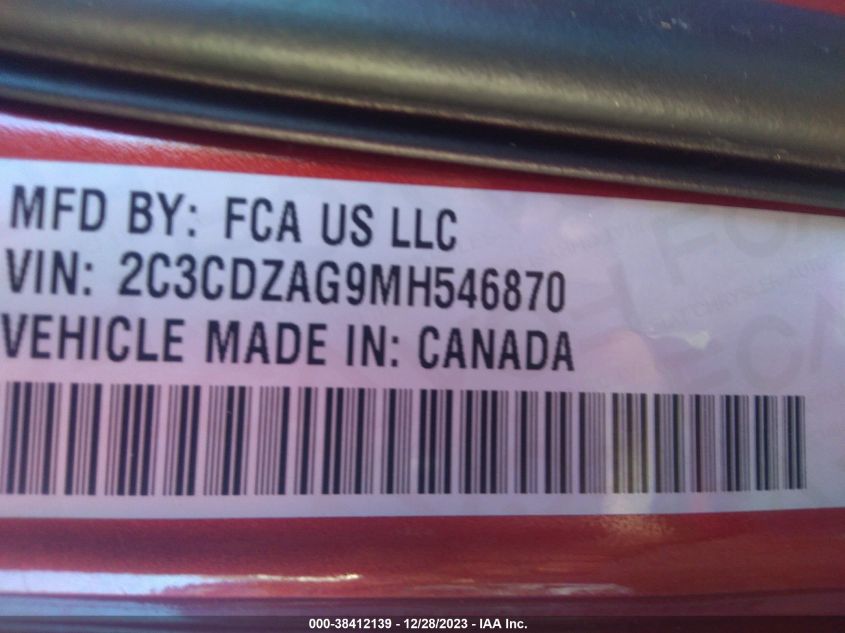 MFD BY: FCA US LLC
VIN: 2C3CDZAG9MH546870
VEHICLE MADE IN: CANADA
000-38412139 - 12/28/2023 - IAA Inc.